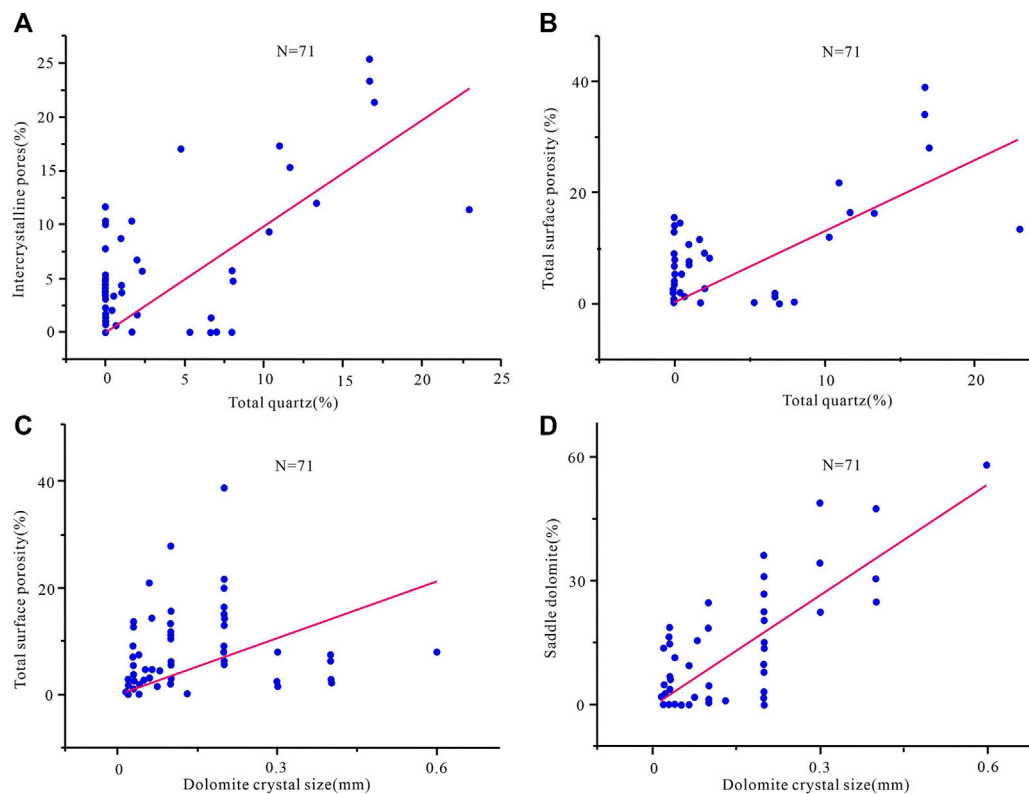 A
N=71
25
20
15
10
5
0
Intercrystalline pores(%)
0 5 10 15 20 25
Total quartz(%)
B
N=71
40
20
0
Total surface porosity (%)
0 10 20
Total quartz(%)
C
N=71
40
20
0
Total surface porosity(%)
0 0.3 0.6
Dolomite crystal size(mm)
D
N=71
60
30
0
Saddle dolomite(%)
0 0.3 0.6
Dolomite crystal size(mm)